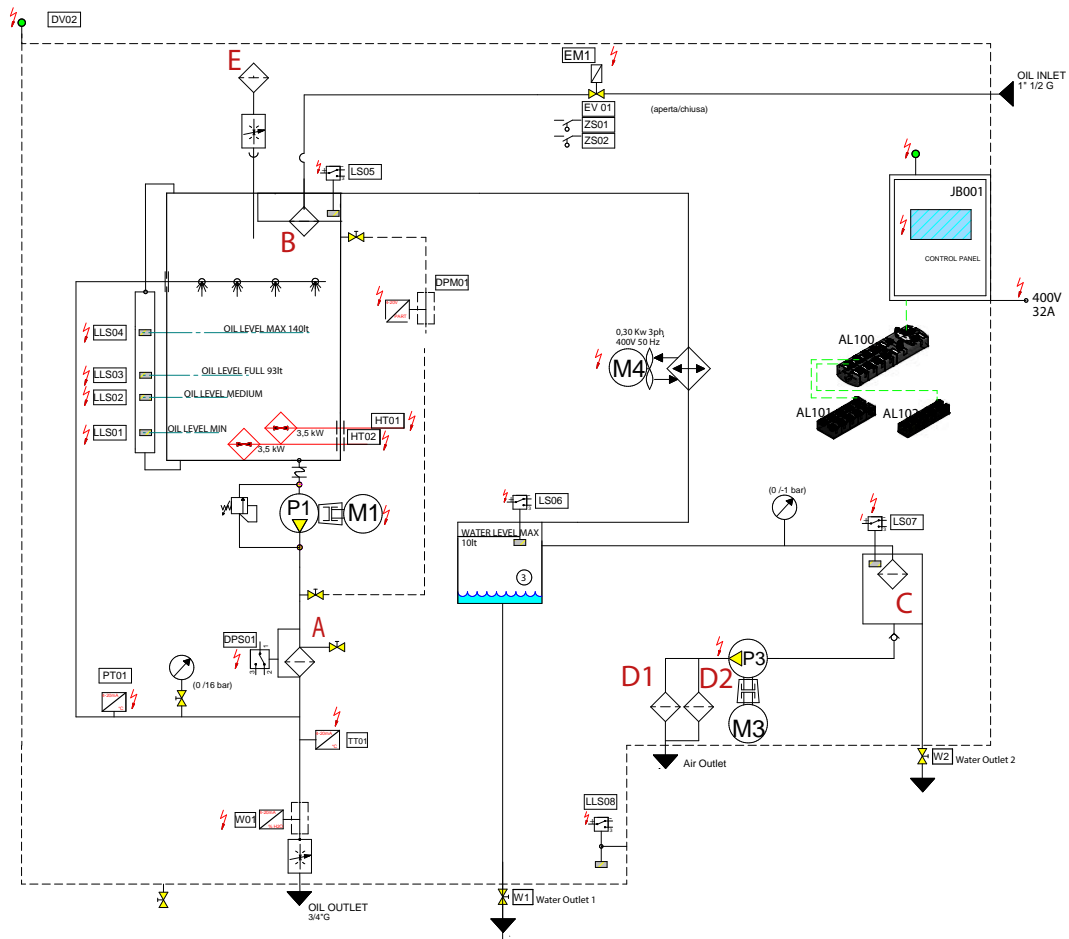 DV02
E
EM1
EV 01
ZS01
ZS02
(aperta/chiusa)
OIL INLET
1" 1/2 G
LS05
B
JB001
CONTROL PANEL
400V
32A
DPM01
PART
LLS04
OIL LEVEL MAX 140lt
LLS03
OIL LEVEL FULL 93lt
LLS02
OIL LEVEL MEDIUM
LLS01
OIL LEVEL MIN
3,5 kW
HT01
3,5 kW
HT02
0,30 Kw 3ph
400V 50 Hz
M4
AL100
AL101
AL102
P1
M1
LS06
WATER LEVEL MAX
10lt
3
(0 /-1 bar)
LS07
C
A
DPS01
1
3
2
(0 /16 bar)
PT01
°C
TT01
°C
D1
D2
P3
M3
Air Outlet
W2
Water Outlet 2
LLS08
W01
% H2O
OIL OUTLET
3/4"G
W1
Water Outlet 1